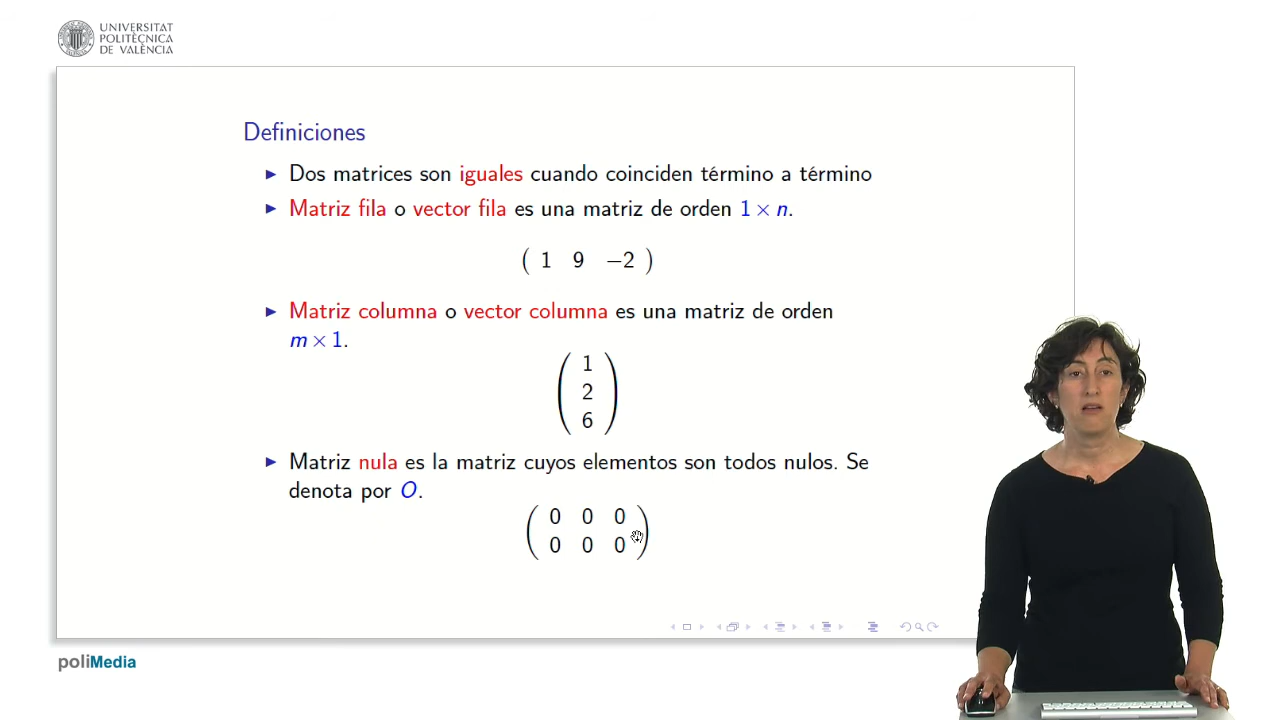 UNIVERSITAT
POLITÈCNICA
DE VALÈNCIA
Definiciones
▶ Dos matrices son iguales cuando coinciden término a término
▶ Matriz fila o vector fila es una matriz de orden 1 × n.
( 1 9 −2 )
▶ Matriz columna o vector columna es una matriz de orden
m × 1.
1
2
6
▶ Matriz nula es la matriz cuyos elementos son todos nulos. Se
denota por O.
0 0 0
0 0 0
poliMedia